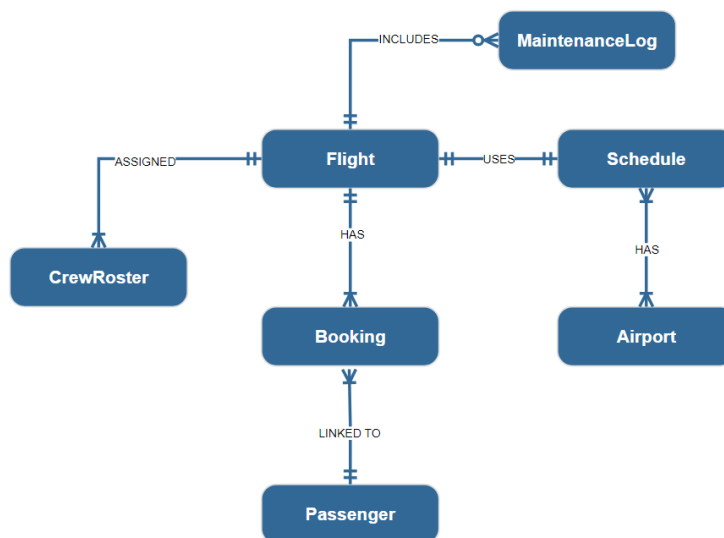 INCLUDES
MaintenanceLog
Flight
USES
Schedule
ASSIGNED
HAS
HAS
CrewRoster
Booking
Airport
LINKED TO
Passenger